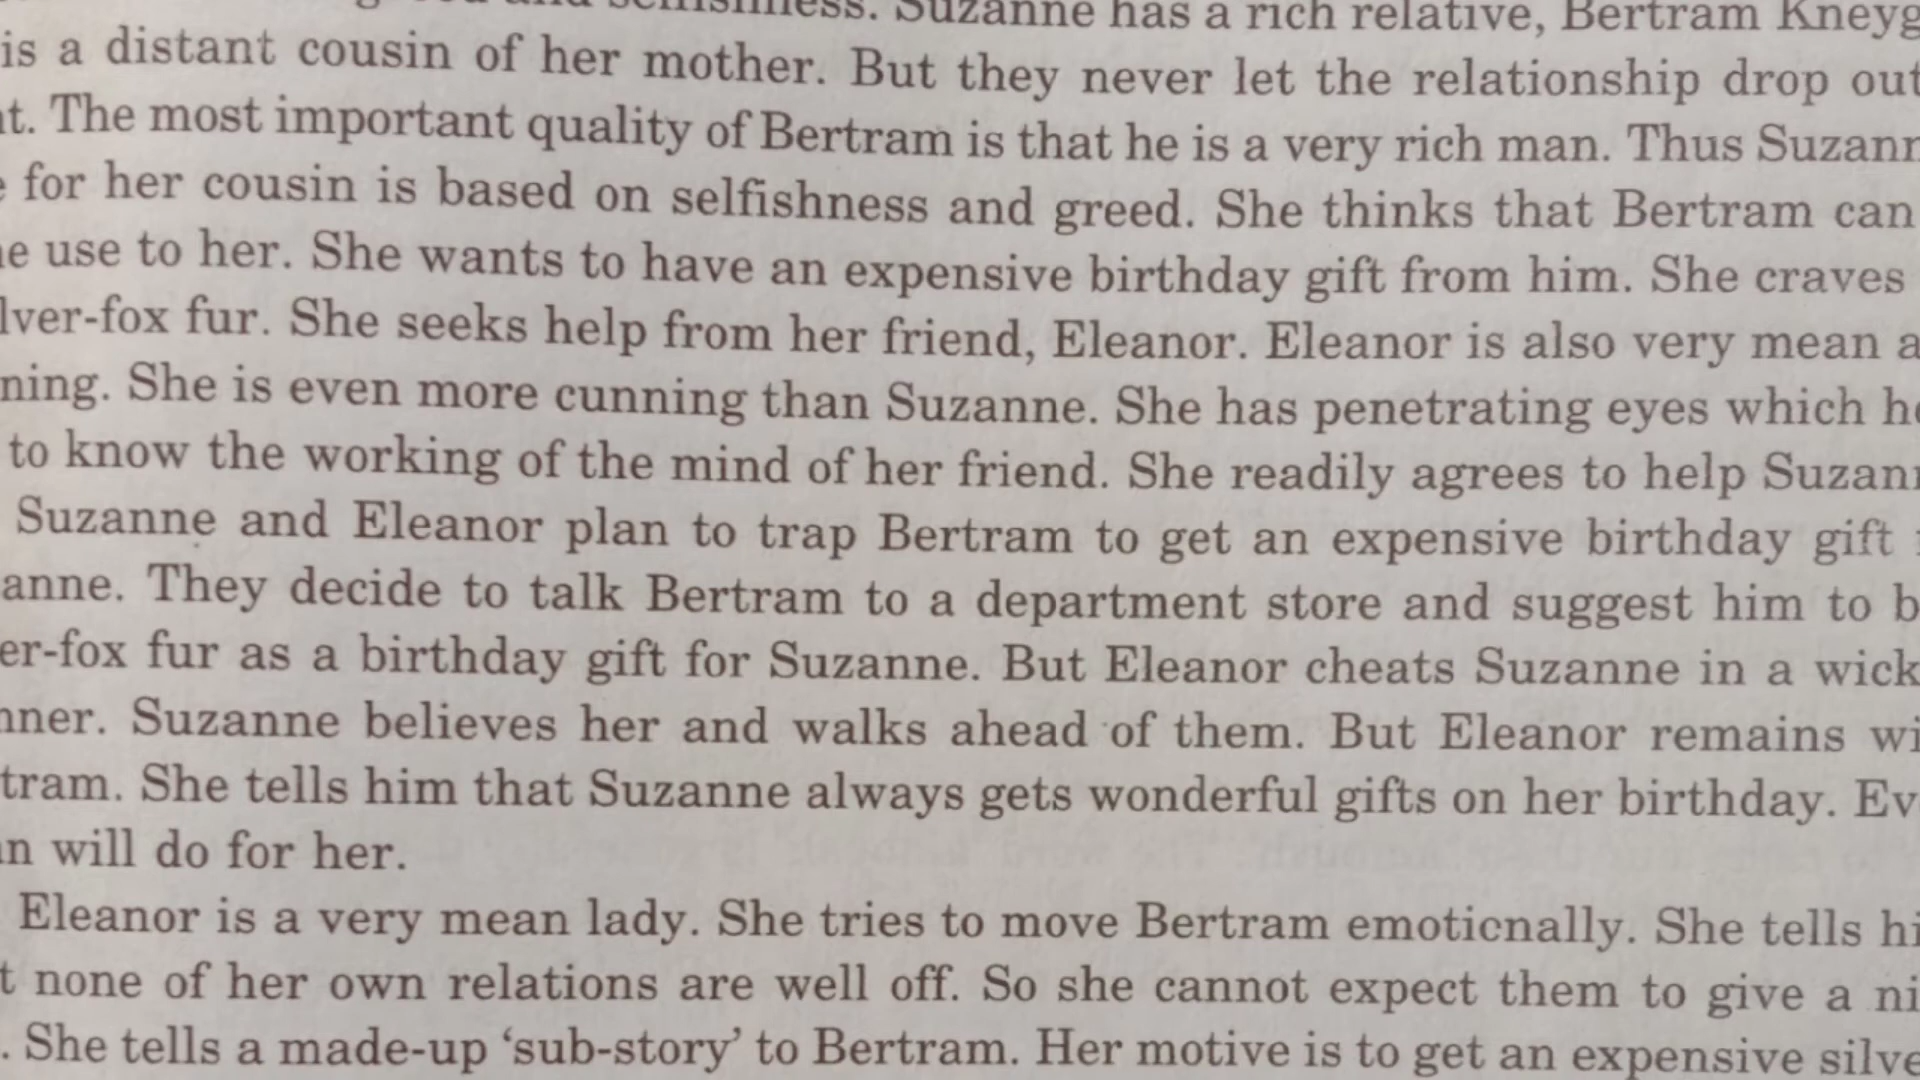 selfishness. Suzanne has a rich relative, Bertram Kneyg
is a distant cousin of her mother. But they never let the relationship drop out
t. The most important quality of Bertram is that he is a very rich man. Thus Suzann
e for her cousin is based on selfishness and greed. She thinks that Bertram can
e use to her. She wants to have an expensive birthday gift from him. She craves
lver-fox fur. She seeks help from her friend, Eleanor. Eleanor is also very mean a
ning. She is even more cunning than Suzanne. She has penetrating eyes which he
to know the working of the mind of her friend. She readily agrees to help Suzann
Suzanne and Eleanor plan to trap Bertram to get an expensive birthday gift
anne. They decide to talk Bertram to a department store and suggest him to b
er-fox fur as a birthday gift for Suzanne. But Eleanor cheats Suzanne in a wick
nner. Suzanne believes her and walks ahead of them. But Eleanor remains wi
tram. She tells him that Suzanne always gets wonderful gifts on her birthday. Ev
n will do for her.
Eleanor is a very mean lady. She tries to move Bertram emoticnally. She tells hi
t none of her own relations are well off. So she cannot expect them to give a ni
. She tells a made-up ‘sub-story’ to Bertram. Her motive is to get an expensive silve